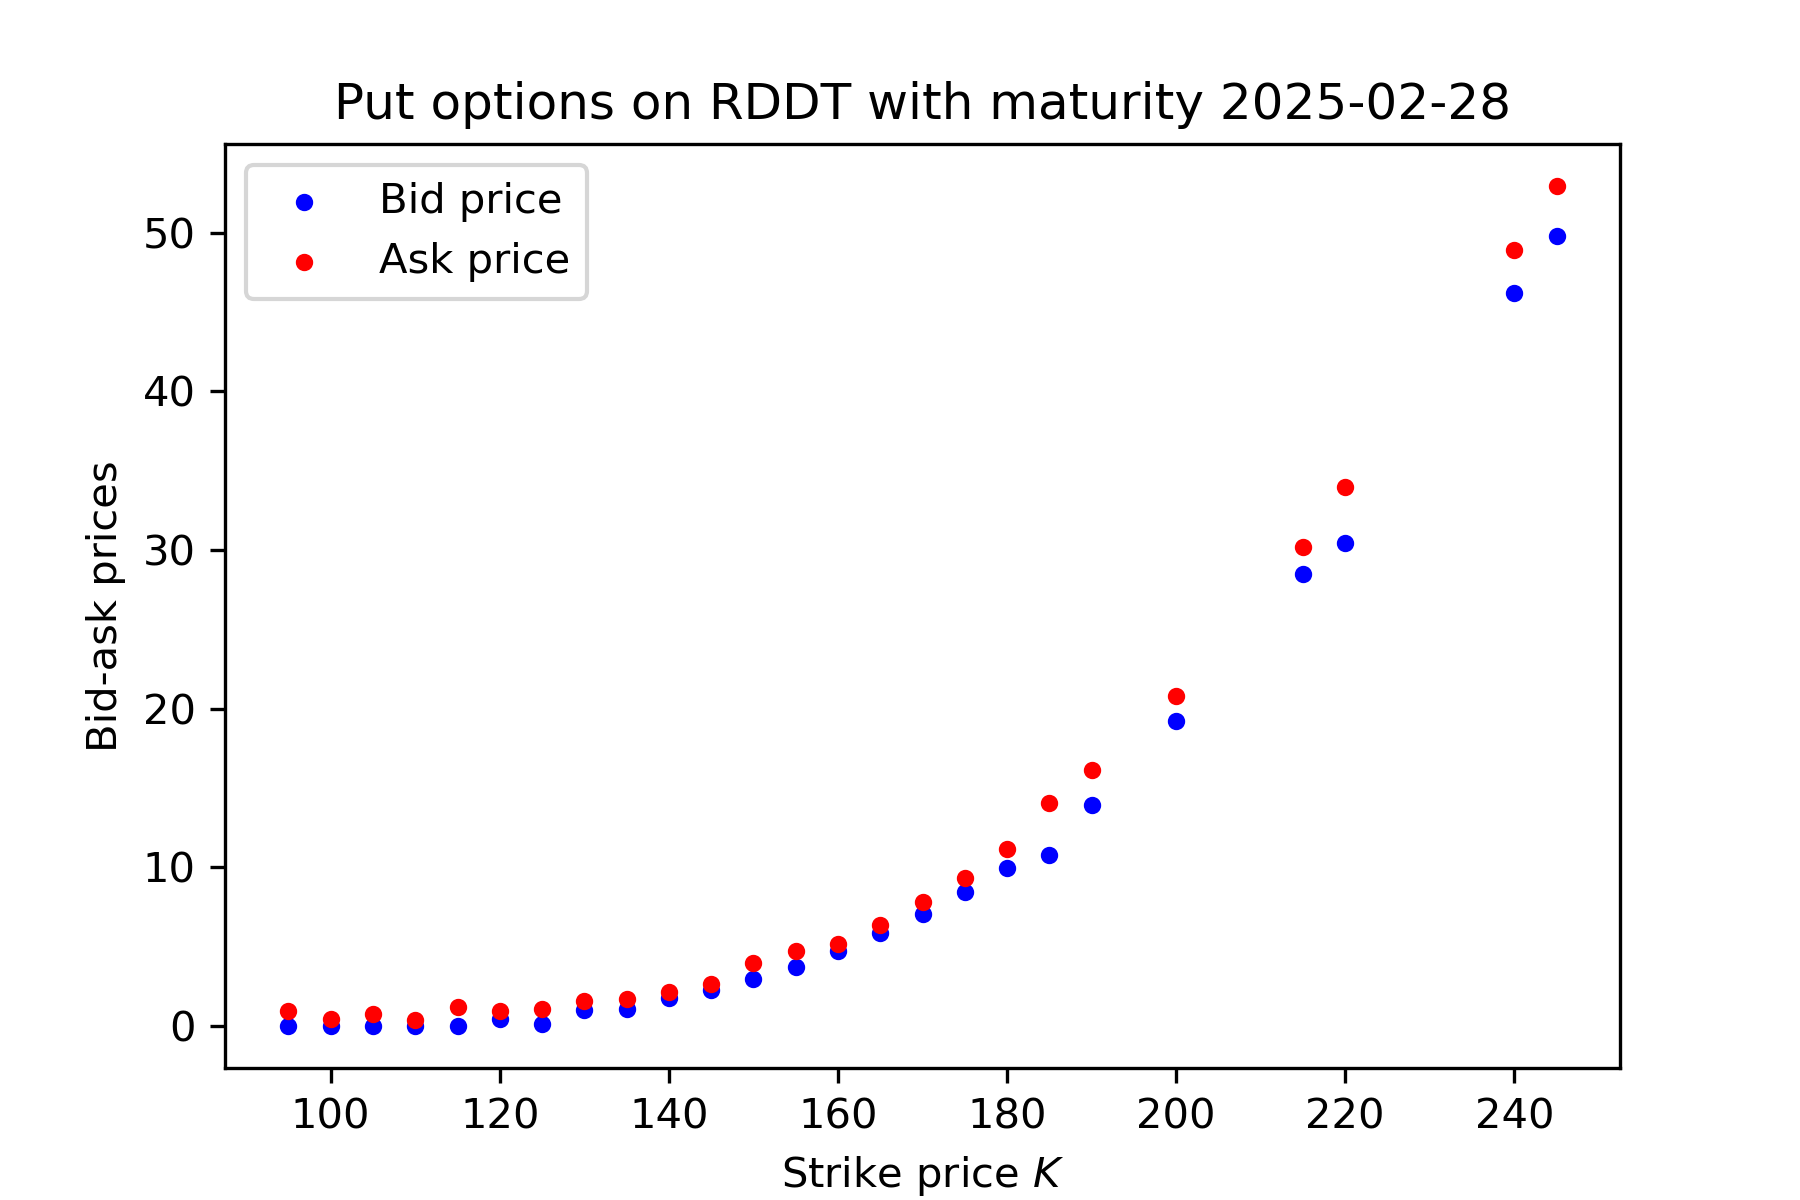 Put options on RDDT with maturity 2025-02-28
Bid price
Ask price
Bid-ask prices
50
40
30
20
10
0
100 120 140 160 180 200 220 240
Strike price K